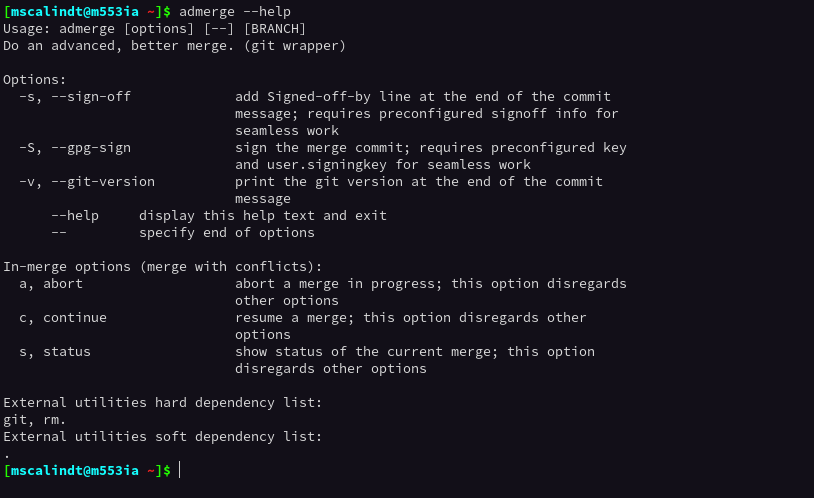 [mscalindt@m553ia ~]$ admerge --help
Usage: admerge [options] [--] [BRANCH]
Do an advanced, better merge. (git wrapper)

Options:
  -s, --sign-off             add Signed-off-by line at the end of the commit
                             message; requires preconfigured signoff info for
                             seamless work
  -S, --gpg-sign             sign the merge commit; requires preconfigured key
                             and user.signingkey for seamless work
  -v, --git-version          print the git version at the end of the commit
                             message
      --help     display this help text and exit
      --         specify end of options

In-merge options (merge with conflicts):
  a, abort                   abort a merge in progress; this option disregards
                             other options
  c, continue                resume a merge; this option disregards other
                             options
  s, status                  show status of the current merge; this option
                             disregards other options

External utilities hard dependency list:
git, rm.
External utilities soft dependency list:
.
[mscalindt@m553ia ~]$